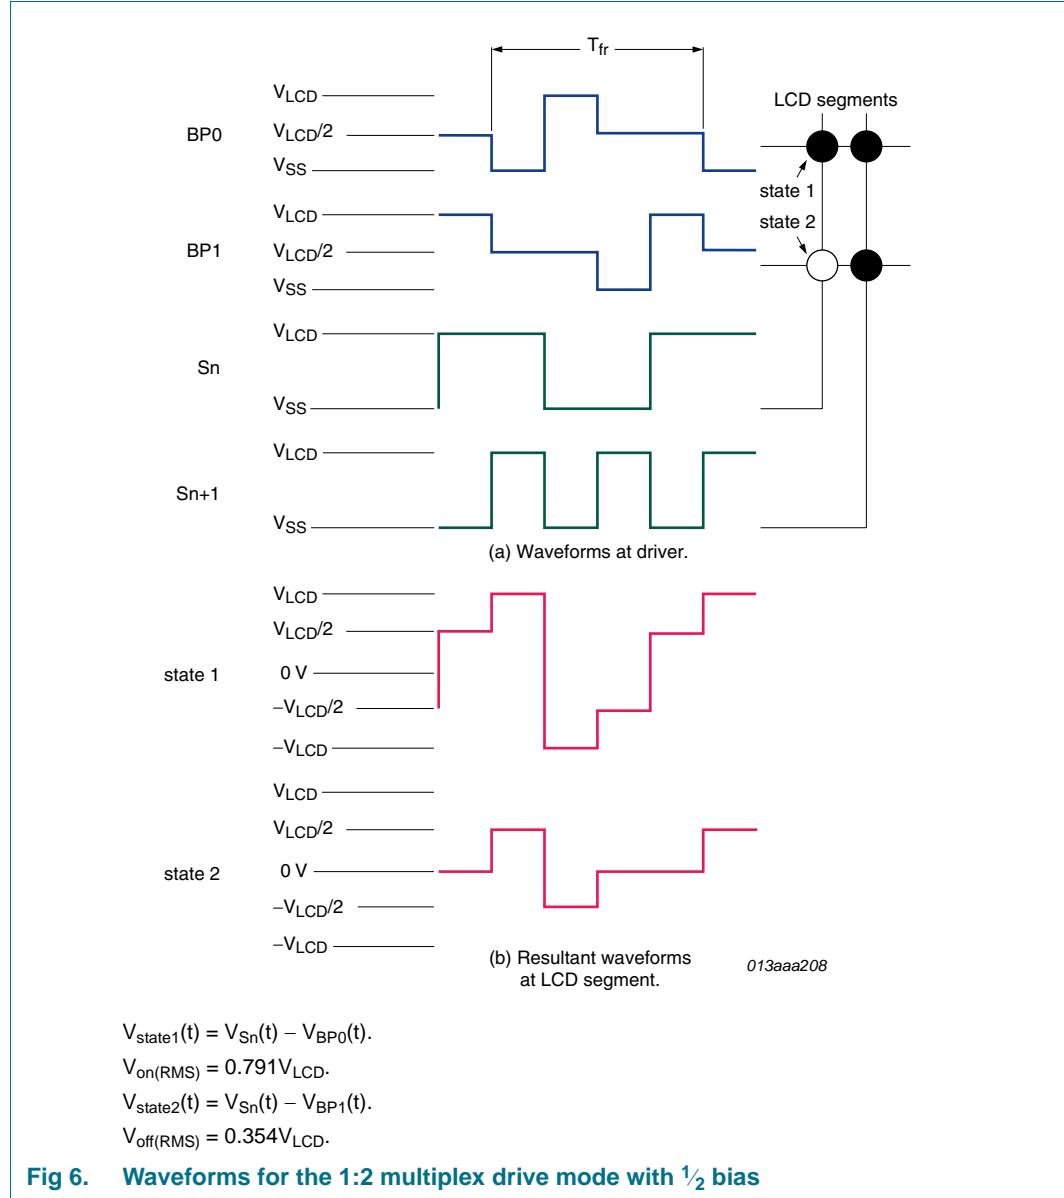 Tfr
VLCD
BP0
VLCD/2
VSS
LCD segments
state 1
state 2
VLCD
BP1
VLCD/2
VSS
VLCD
Sn
VSS
VLCD
Sn+1
VSS
(a) Waveforms at driver.
VLCD
VLCD/2
state 1
0 V
−VLCD/2
−VLCD
VLCD
VLCD/2
state 2
0 V
−VLCD/2
−VLCD
(b) Resultant waveforms
at LCD segment.
013aaa208
Vstate1(t) = VSn(t) − VBP0(t).
Von(RMS) = 0.791VLCD.
Vstate2(t) = VSn(t) − VBP1(t).
Voff(RMS) = 0.354VLCD.
Fig 6. Waveforms for the 1:2 multiplex drive mode with 1⁄2 bias